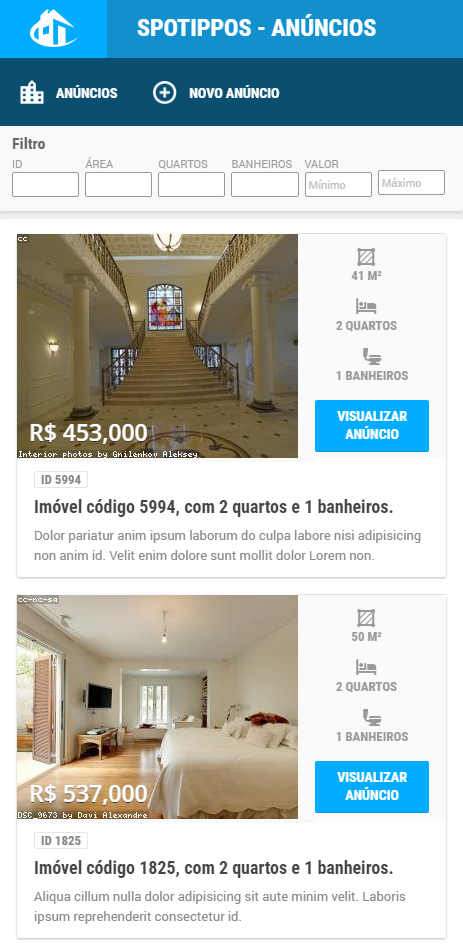 SPOTIPPOS - ANÚNCIOS
ANÚNCIOS
NOVO ANÚNCIO
Filtro
ID ÁREA QUARTOS BANHEIROS VALOR
Mínimo Máximo
cc
41 M²
2 QUARTOS
1 BANHEIROS
VISUALIZAR
ANÚNCIO
R$ 453,000
Interior photos by Gnilenkov Aleksey
ID 5994
Imóvel código 5994, com 2 quartos e 1 banheiros.
Dolor pariatur anim ipsum laborum do culpa labore nisi adipisicing
non anim id. Velit enim dolore sunt mollit dolor Lorem non.
cc-nc-sa
50 M²
2 QUARTOS
1 BANHEIROS
VISUALIZAR
ANÚNCIO
R$ 537,000
DSC_9673 by Davi Alexandre
ID 1825
Imóvel código 1825, com 2 quartos e 1 banheiros.
Aliqua cillum nulla dolor adipisicing sit aute minim velit. Laboris
ipsum reprehenderit consectetur id.